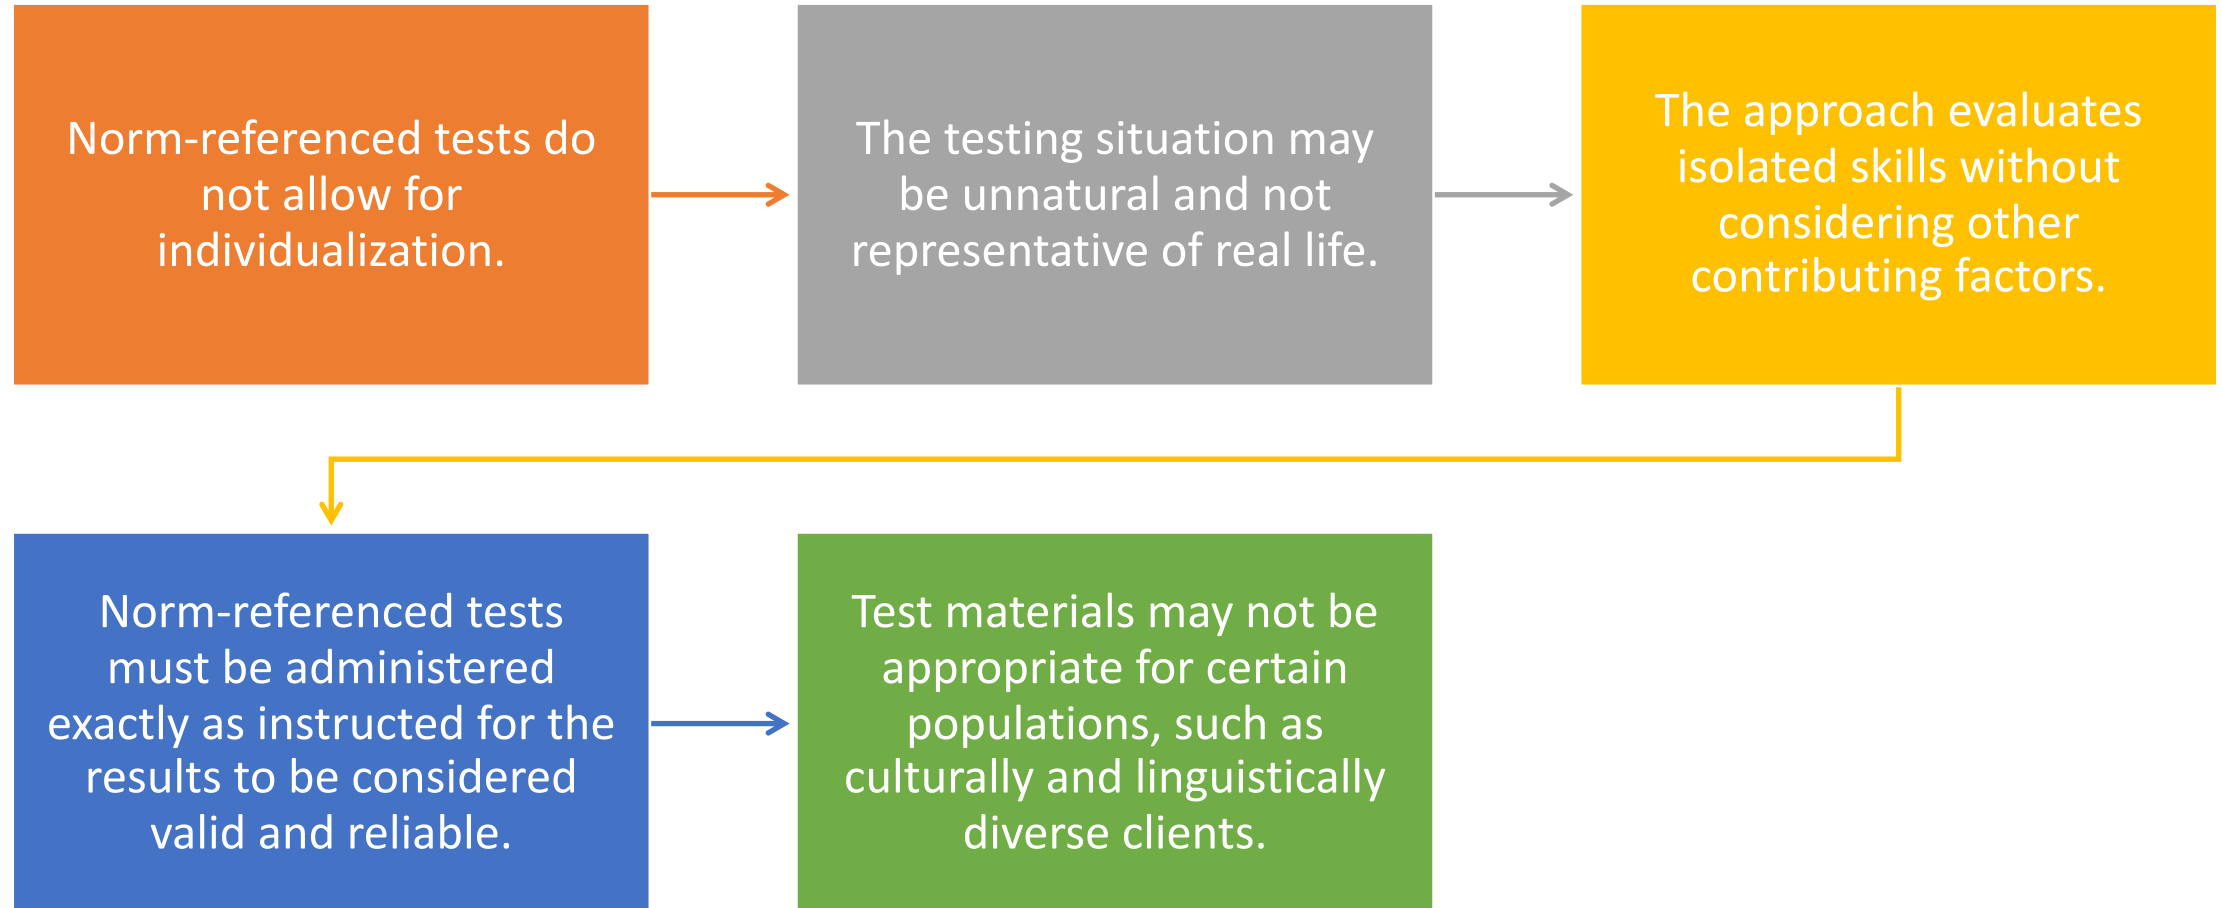 Norm-referenced tests do
not allow for
individualization.
The testing situation may
be unnatural and not
representative of real life.
The approach evaluates
isolated skills without
considering other
contributing factors.
Norm-referenced tests
must be administered
exactly as instructed for the
results to be considered
valid and reliable.
Test materials may not be
appropriate for certain
populations, such as
culturally and linguistically
diverse clients.